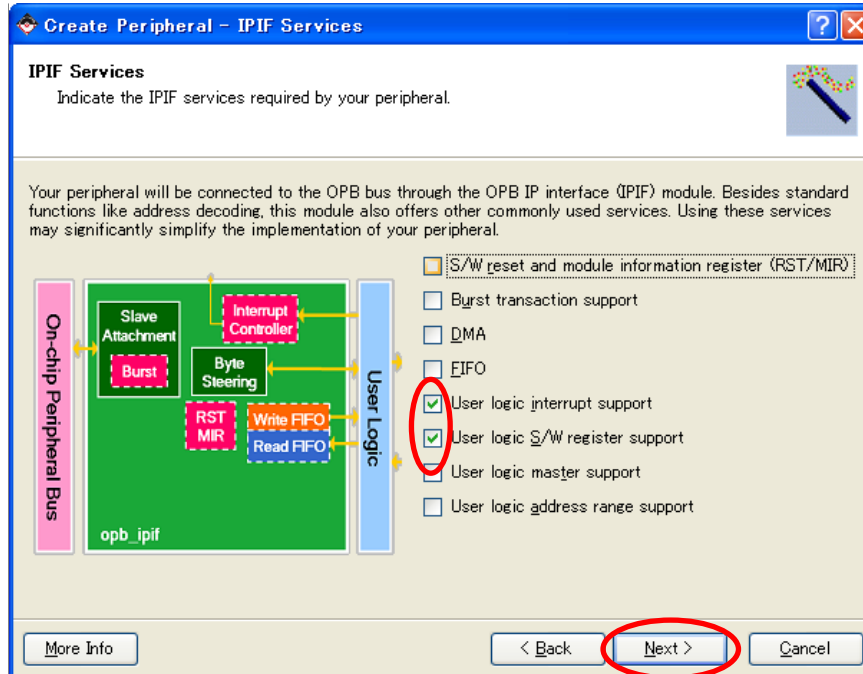 Create Peripheral - IPIF Services
IPIF Services
Indicate the IPIF services required by your peripheral.
Your peripheral will be connected to the OPB bus through the OPB IP interface (IPIF) module. Besides standard
functions like address decoding, this module also offers other commonly used services. Using these services
may significantly simplify the implementation of your peripheral.
On-chip Peripheral Bus
Slave
Attachment
Burst
Interrupt
Controller
Byte
Steering
RST
MIR
Write FIFO
Read FIFO
User Logic
opb_ipif
S/W reset and module information register (RST/MIR)
Burst transaction support
DMA
FIFO
User logic interrupt support
User logic S/W register support
User logic master support
User logic address range support
More Info
< Back
Next >
Cancel